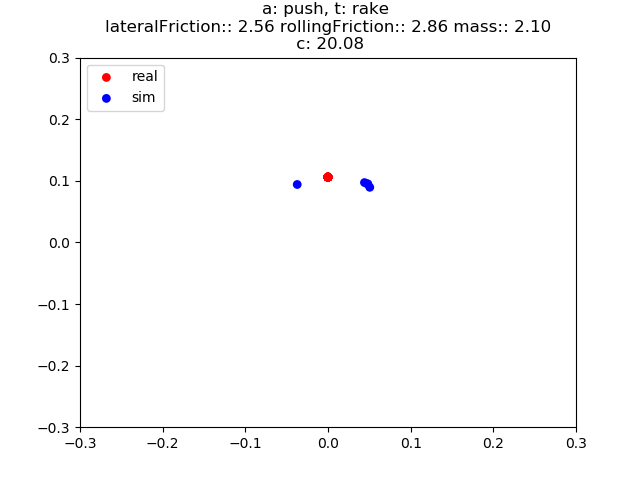 a: push, t: rake
lateralFriction:: 2.56 rollingFriction:: 2.86 mass:: 2.10
c: 20.08
real
sim
0.3
0.2
0.1
0.0
−0.1
−0.2
−0.3
−0.3 −0.2 −0.1 0.0 0.1 0.2 0.3